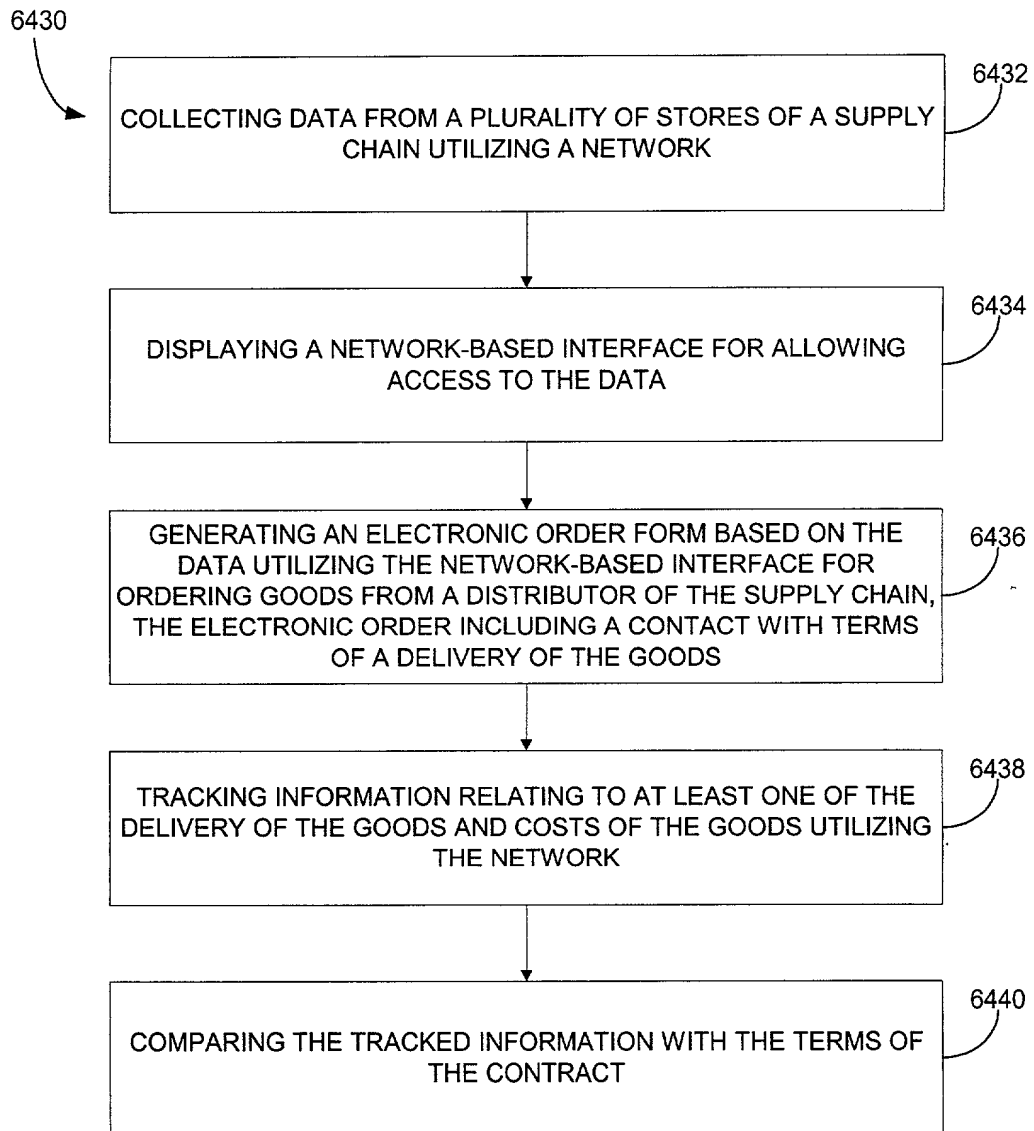 6430
6432
COLLECTING DATA FROM A PLURALITY OF STORES OF A SUPPLY
CHAIN UTILIZING A NETWORK
6434
DISPLAYING A NETWORK-BASED INTERFACE FOR ALLOWING
ACCESS TO THE DATA
6436
GENERATING AN ELECTRONIC ORDER FORM BASED ON THE
DATA UTILIZING THE NETWORK-BASED INTERFACE FOR
ORDERING GOODS FROM A DISTRIBUTOR OF THE SUPPLY CHAIN,
THE ELECTRONIC ORDER INCLUDING A CONTACT WITH TERMS
OF A DELIVERY OF THE GOODS
6438
TRACKING INFORMATION RELATING TO AT LEAST ONE OF THE
DELIVERY OF THE GOODS AND COSTS OF THE GOODS UTILIZING
THE NETWORK
6440
COMPARING THE TRACKED INFORMATION WITH THE TERMS OF
THE CONTRACT